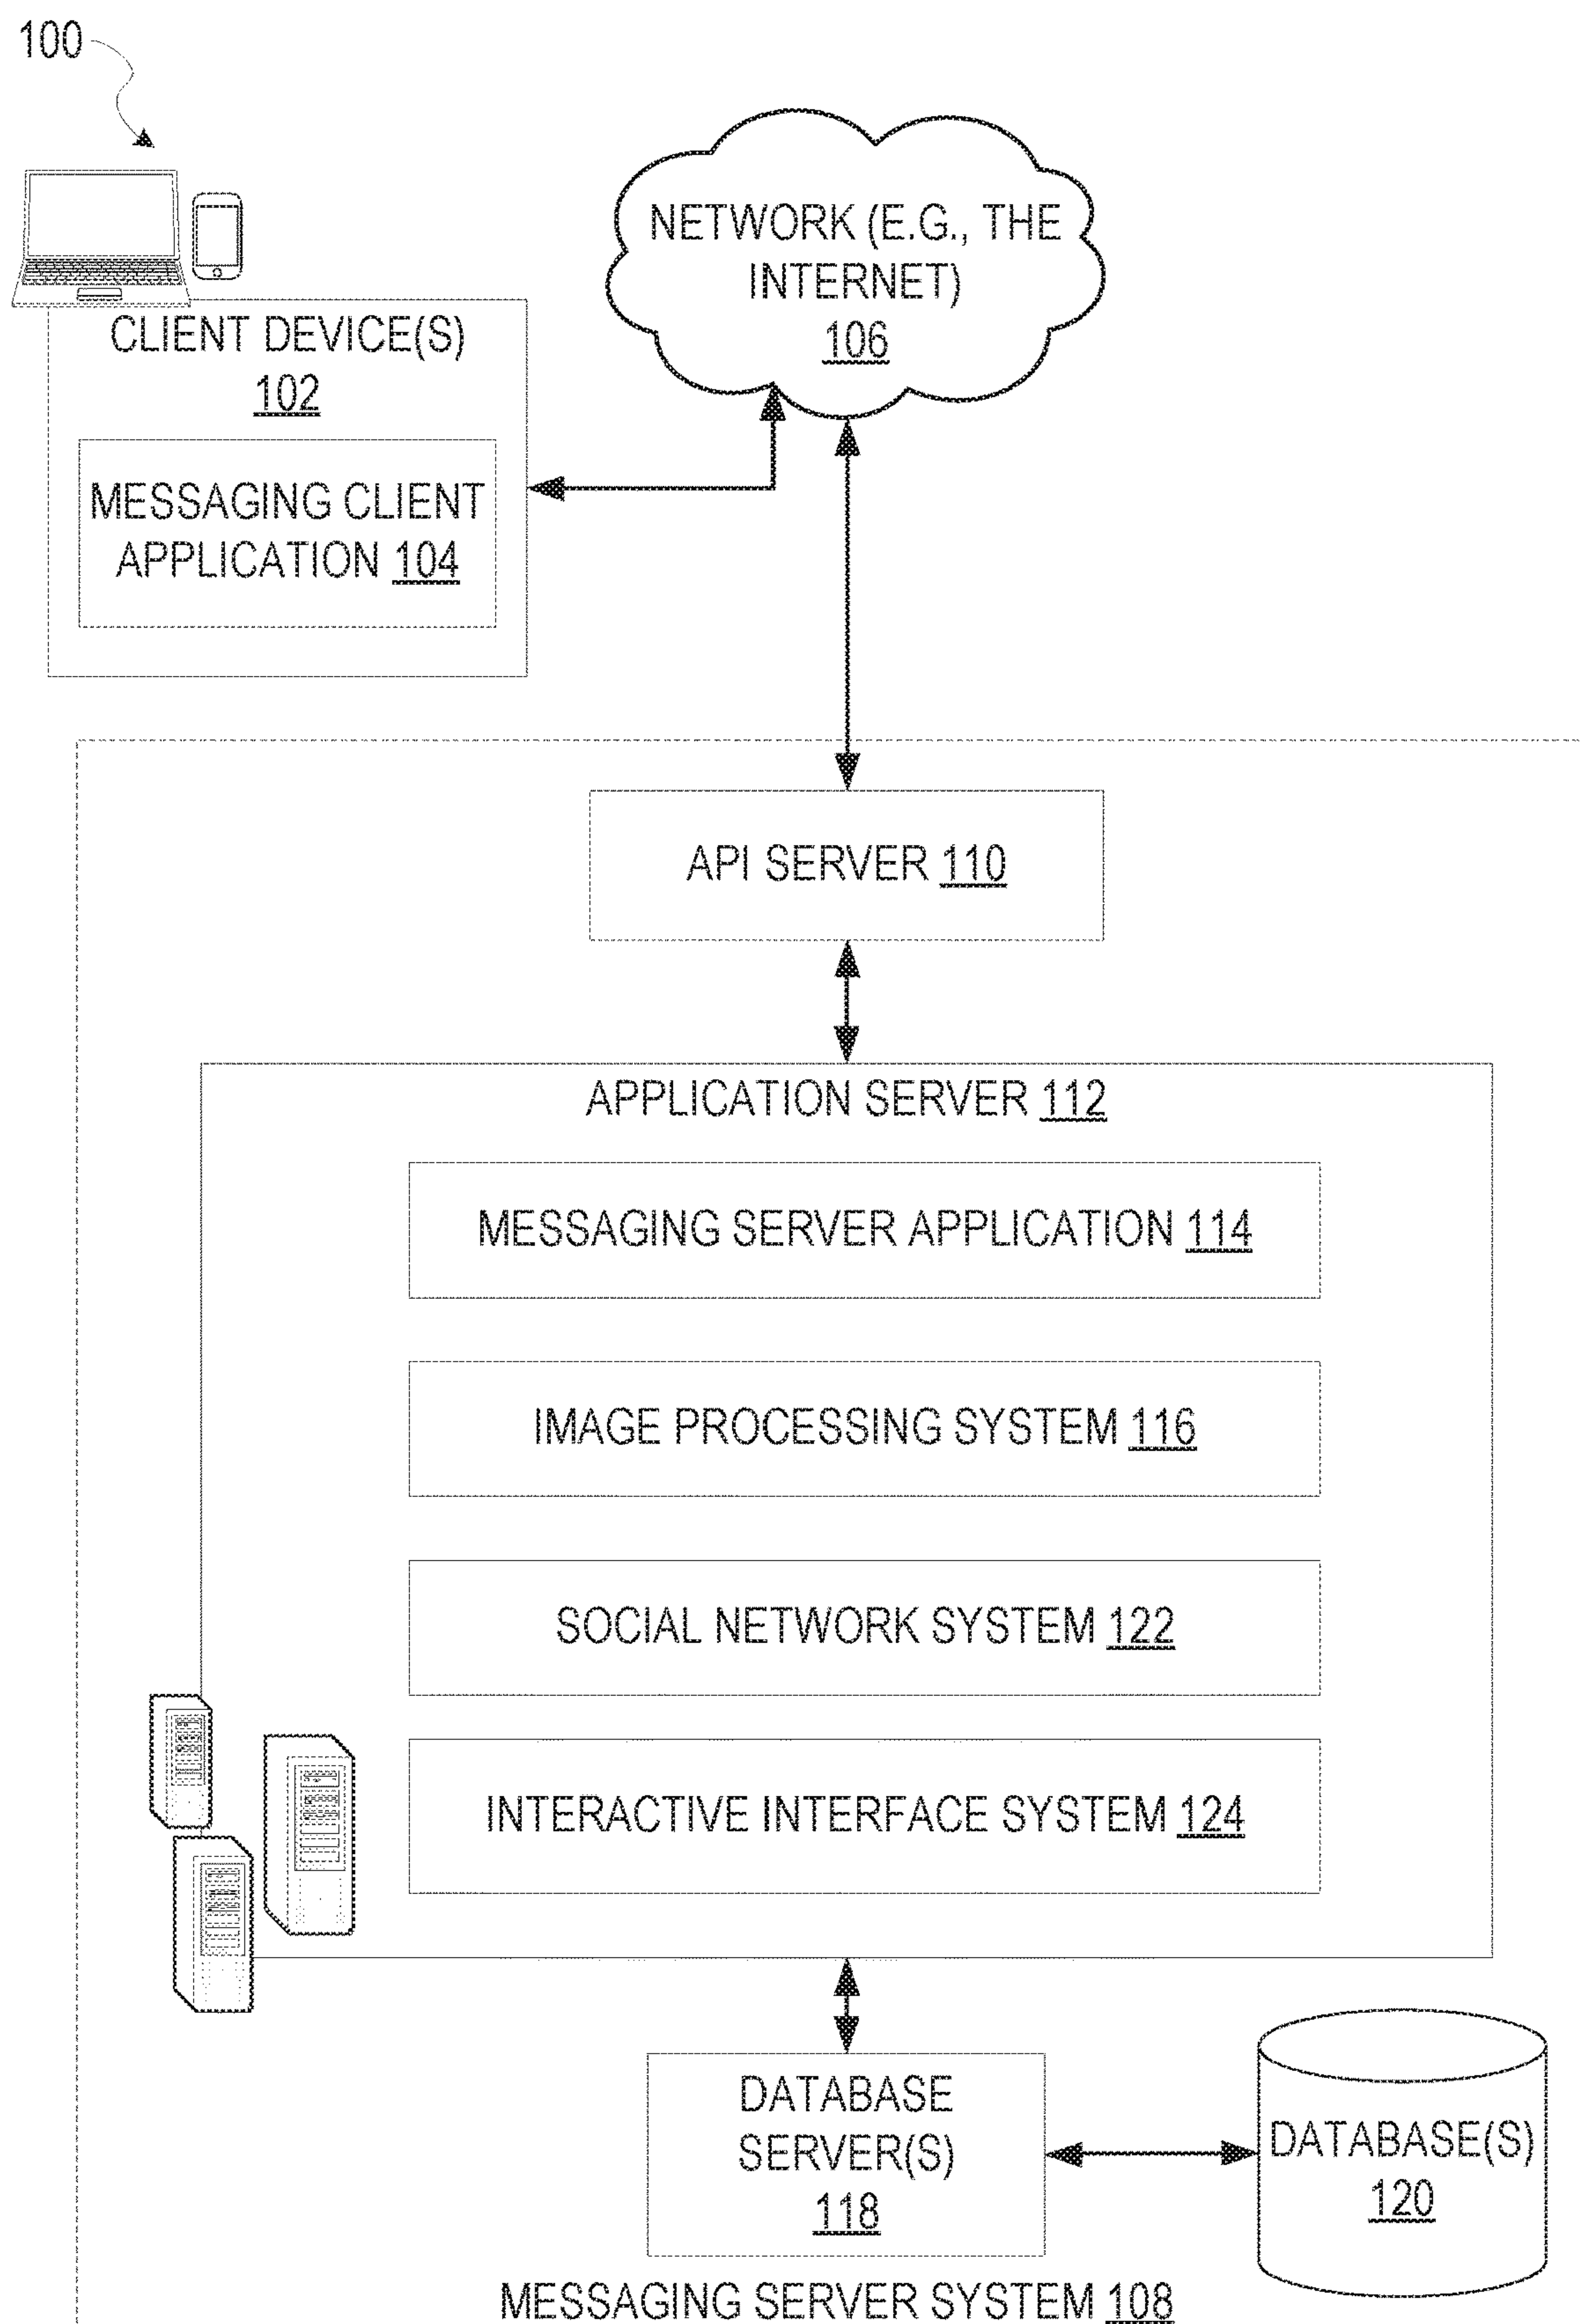 100
NETWORK (E.G., THE
INTERNET)
106
CLIENT DEVICE(S)
102
MESSAGING CLIENT
APPLICATION 104
API SERVER 110
APPLICATION SERVER 112
MESSAGING SERVER APPLICATION 114
IMAGE PROCESSING SYSTEM 116
SOCIAL NETWORK SYSTEM 122
INTERACTIVE INTERFACE SYSTEM 124
DATABASE
SERVER(S)
118
DATABASE(S)
120
MESSAGING SERVER SYSTEM 108